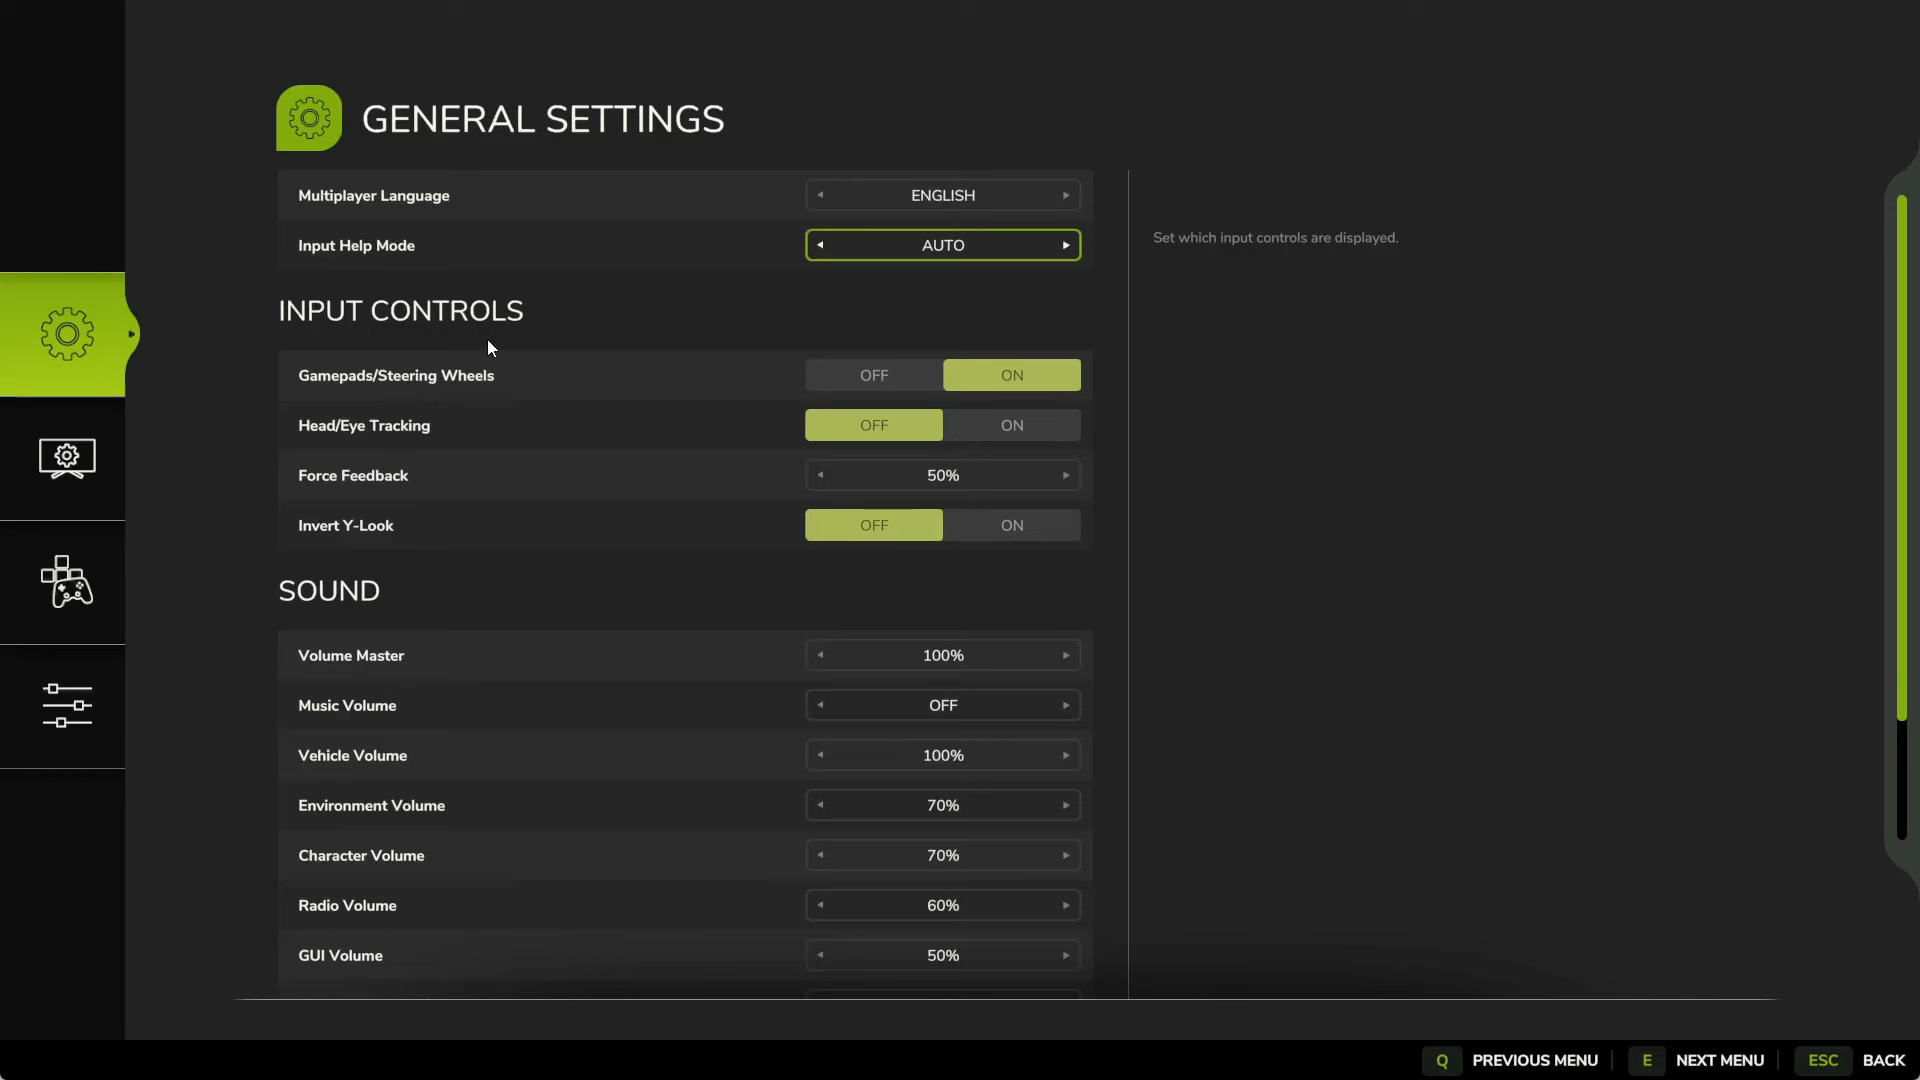 GENERAL SETTINGS
Multiplayer Language ENGLISH
Input Help Mode AUTO
Set which input controls are displayed.
INPUT CONTROLS
Gamepads/Steering Wheels OFF ON
Head/Eye Tracking OFF ON
Force Feedback 50%
Invert Y-Look OFF ON
SOUND
Volume Master 100%
Music Volume OFF
Vehicle Volume 100%
Environment Volume 70%
Character Volume 70%
Radio Volume 60%
GUI Volume 50%
Q PREVIOUS MENU E NEXT MENU ESC BACK